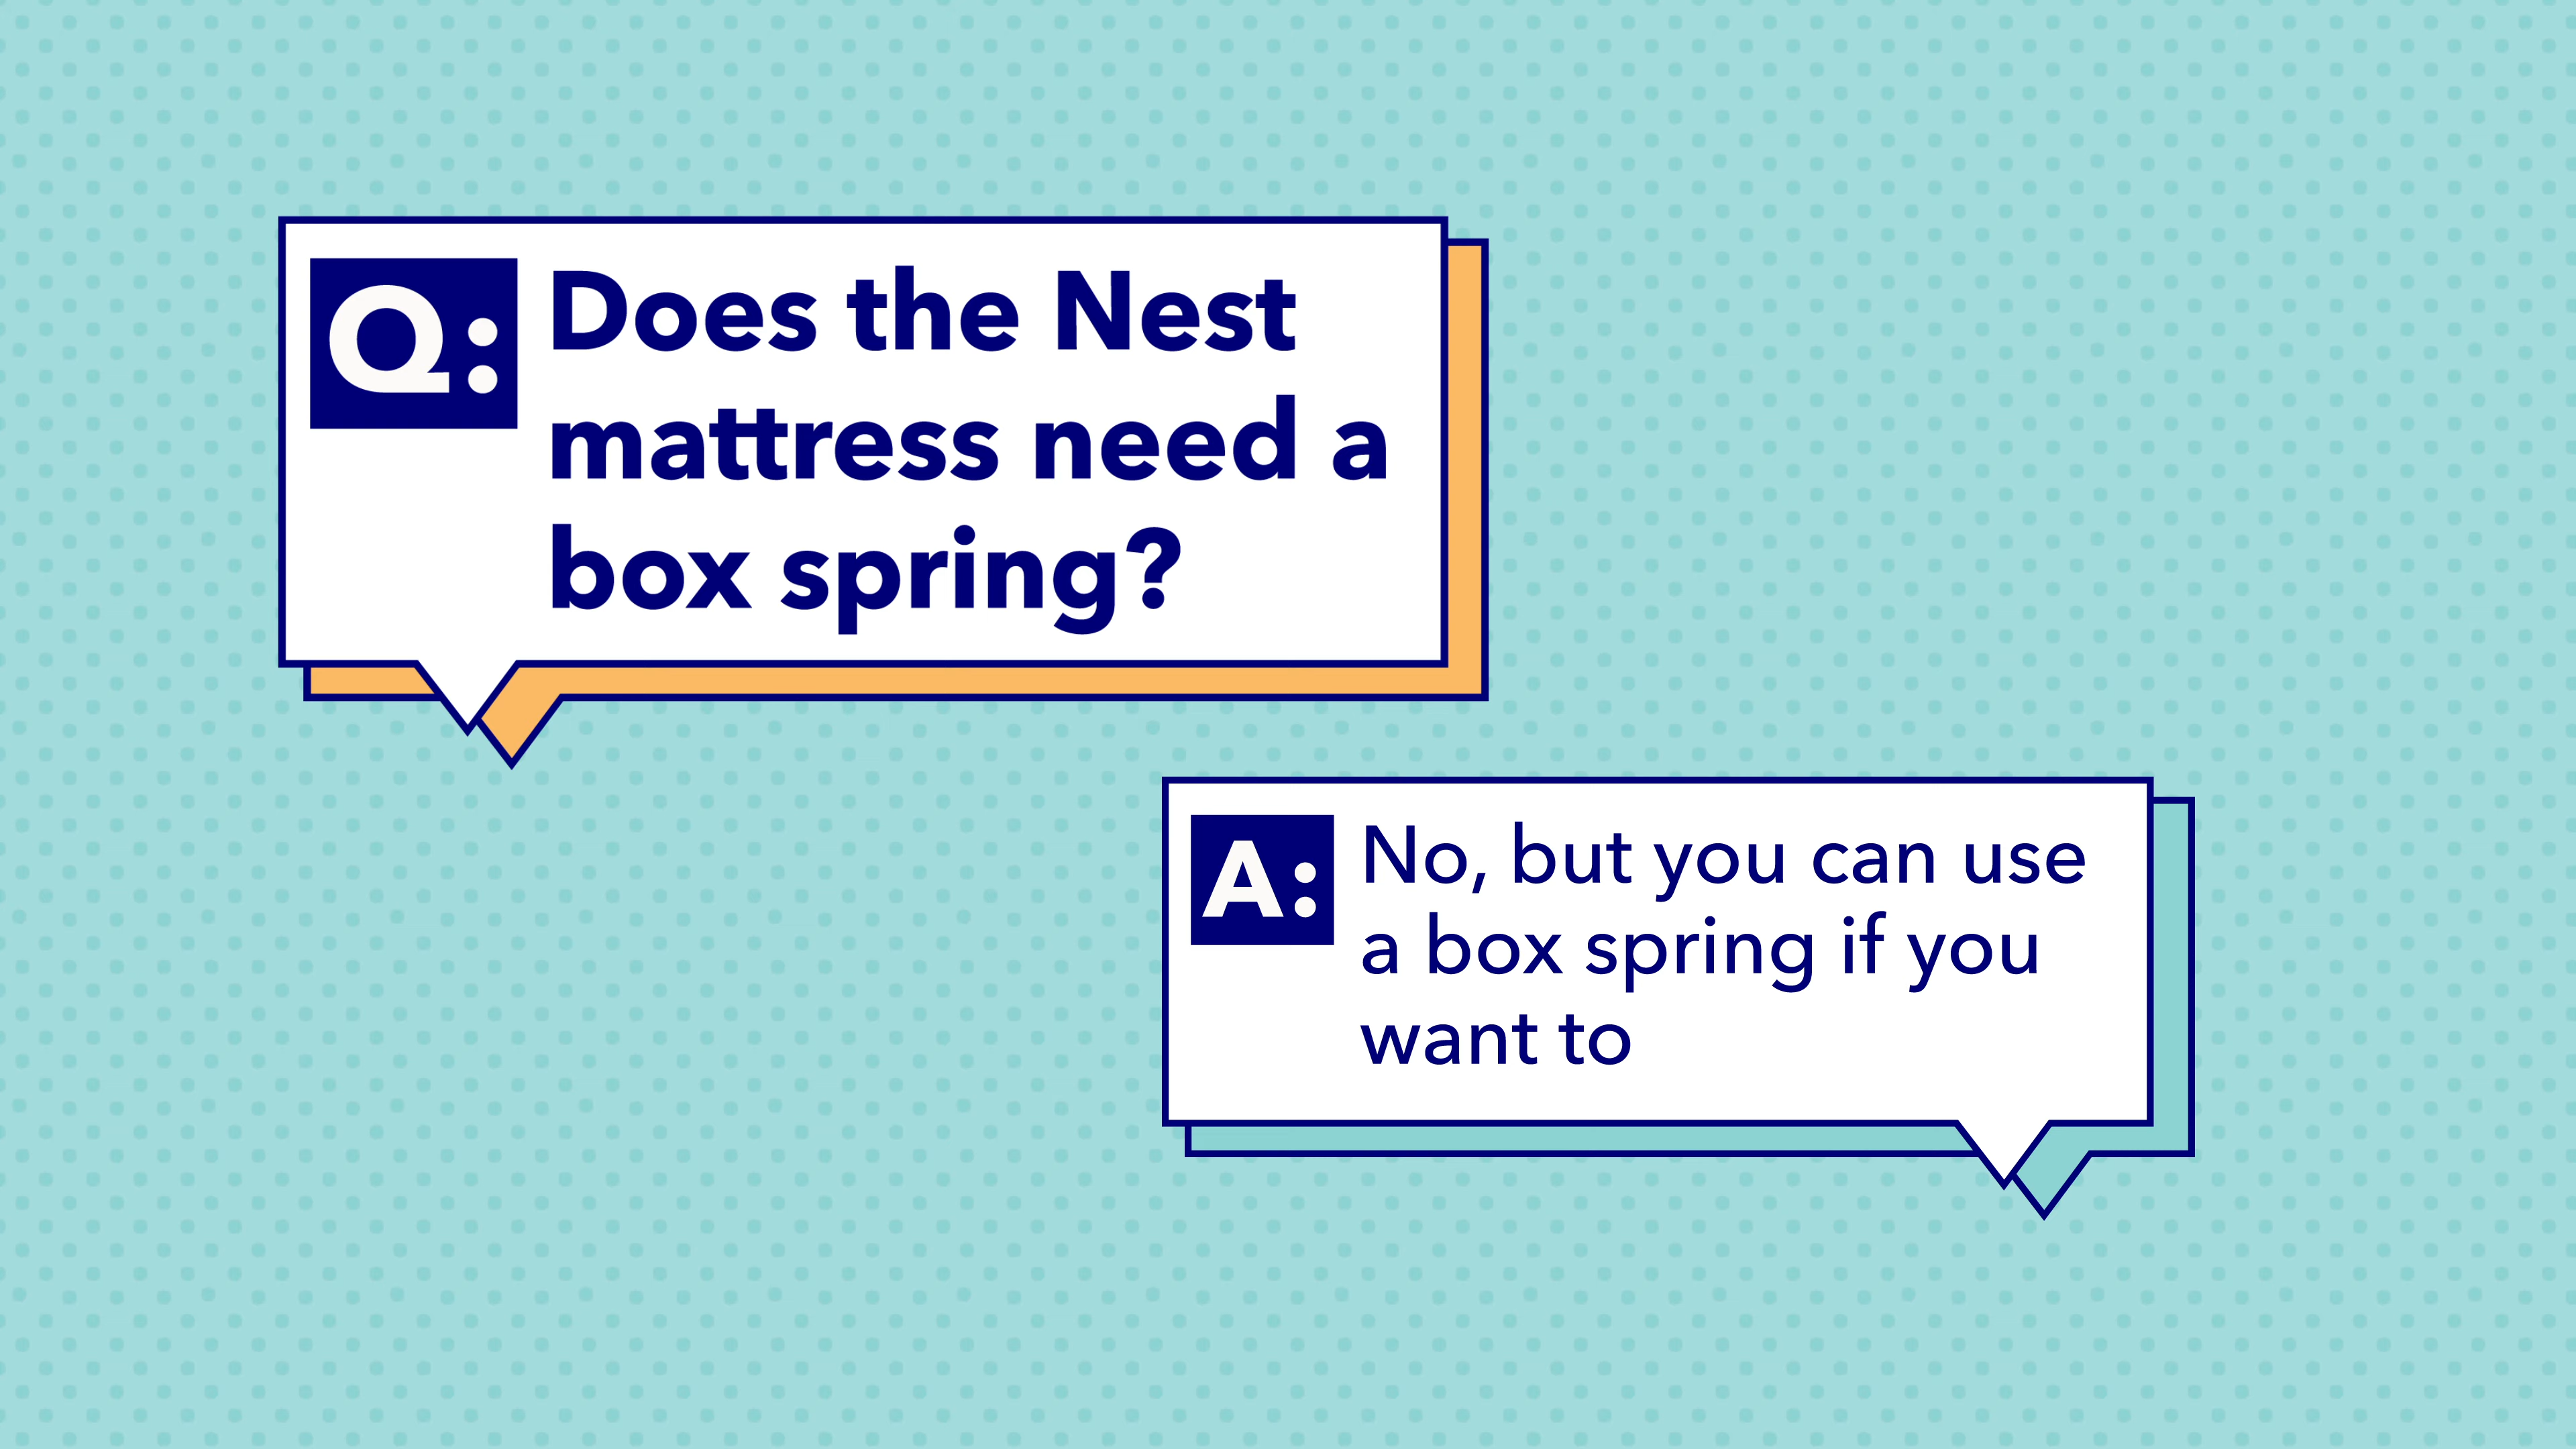 Q: Does the Nest
mattress need a
box spring?
A: No, but you can use
a box spring if you
want to